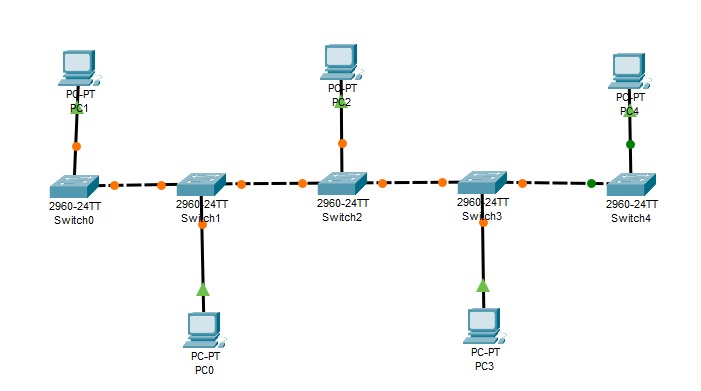 PC-PT
PC1
PC-PT
PC2
PC-PT
PC4
2960-24TT
Switch0
2960-24TT
Switch1
2960-24TT
Switch2
2960-24TT
Switch3
2960-24TT
Switch4
PC-PT
PC0
PC-PT
PC3